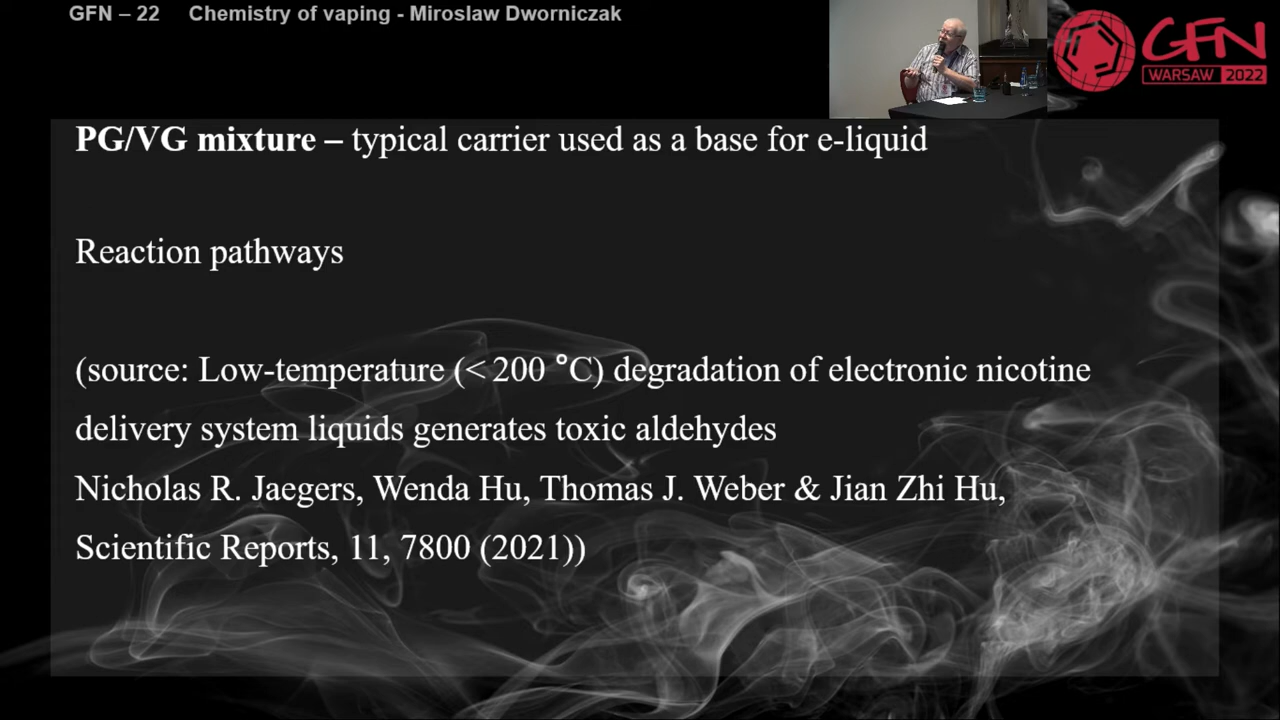 GFN – 22 Chemistry of vaping - Miroslaw Dworniczak
GFN
WARSAW 2022
PG/VG mixture – typical carrier used as a base for e-liquid
Reaction pathways
(source: Low-temperature (< 200 °C) degradation of electronic nicotine
delivery system liquids generates toxic aldehydes
Nicholas R. Jaegers, Wenda Hu, Thomas J. Weber & Jian Zhi Hu,
Scientific Reports, 11, 7800 (2021))